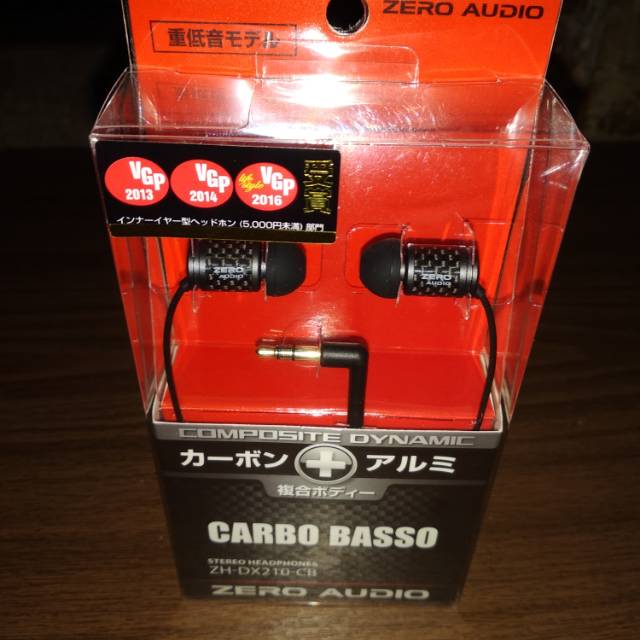 ZERO AUDIO
重低音モデル
VGP 2013
VGP 2014
life style VGP 2016
受賞
インナーイヤー型ヘッドホン (5,000円未満) 部門
ZERO AUDIO
ZERO AUDIO
COMPOSITE DYNAMIC
カーボン + アルミ
複合ボディー
CARBO BASSO
STEREO HEADPHONES
ZH-DX210-CB
ZERO AUDIO